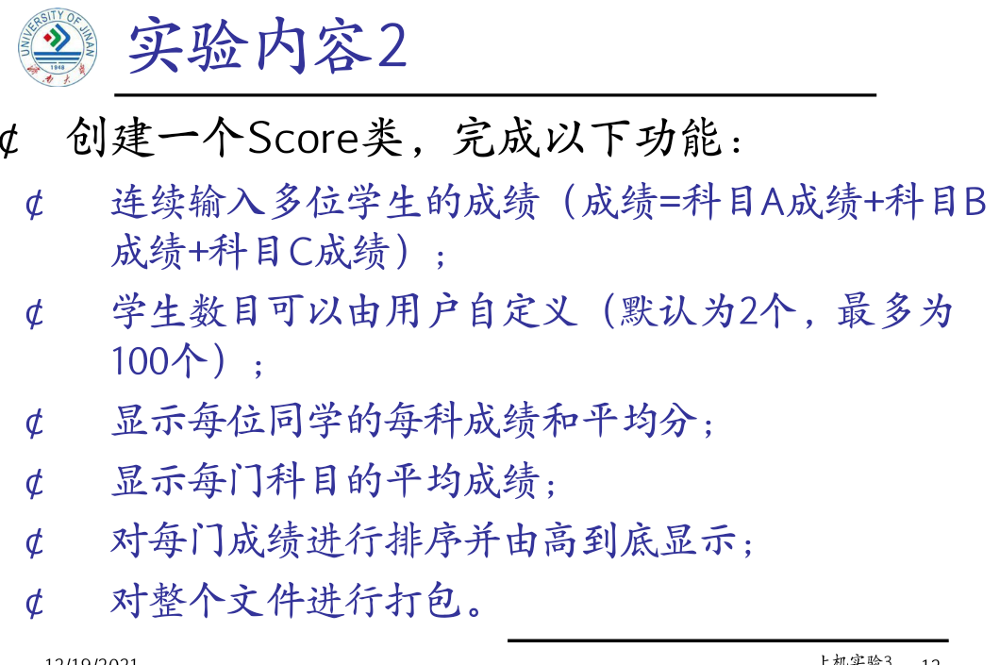 UNIVERSITY OF JINAN
1948
济南大学
实验内容2
¢ 创建一个Score类，完成以下功能：
¢ 连续输入多位学生的成绩（成绩=科目A成绩+科目B
成绩+科目C成绩）；
¢ 学生数目可以由用户自定义（默认为2个，最多为
100个）；
¢ 显示每位同学的每科成绩和平均分；
¢ 显示每门科目的平均成绩；
¢ 对每门成绩进行排序并由高到底显示；
¢ 对整个文件进行打包。
12/19/2021 上机实验3 12